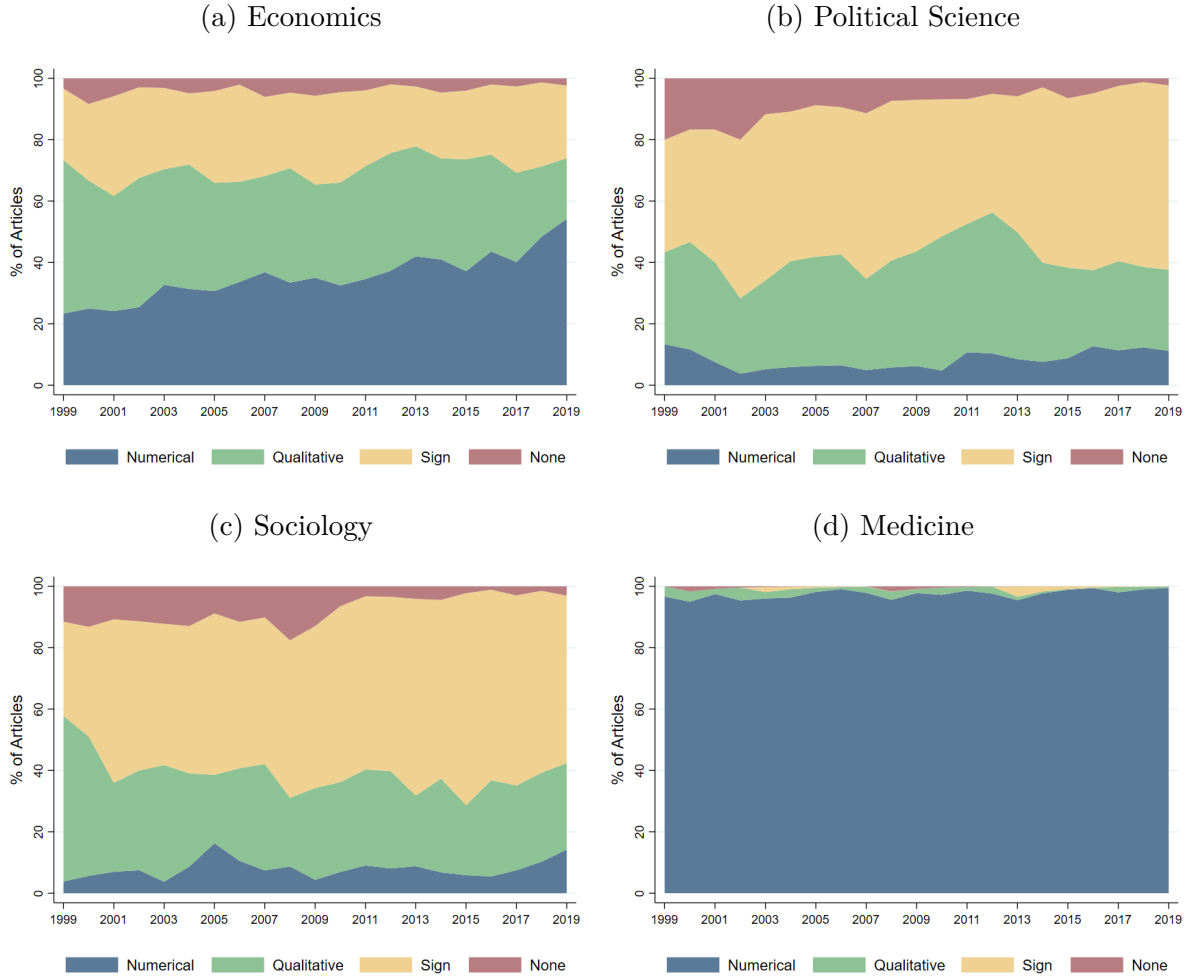 (a) Economics
% of Articles
100
80
60
40
20
0
1999 2001 2003 2005 2007 2009 2011 2013 2015 2017 2019
Numerical Qualitative Sign None
(b) Political Science
% of Articles
100
80
60
40
20
0
1999 2001 2003 2005 2007 2009 2011 2013 2015 2017 2019
Numerical Qualitative Sign None
(c) Sociology
% of Articles
100
80
60
40
20
0
1999 2001 2003 2005 2007 2009 2011 2013 2015 2017 2019
Numerical Qualitative Sign None
(d) Medicine
% of Articles
100
80
60
40
20
0
1999 2001 2003 2005 2007 2009 2011 2013 2015 2017 2019
Numerical Qualitative Sign None